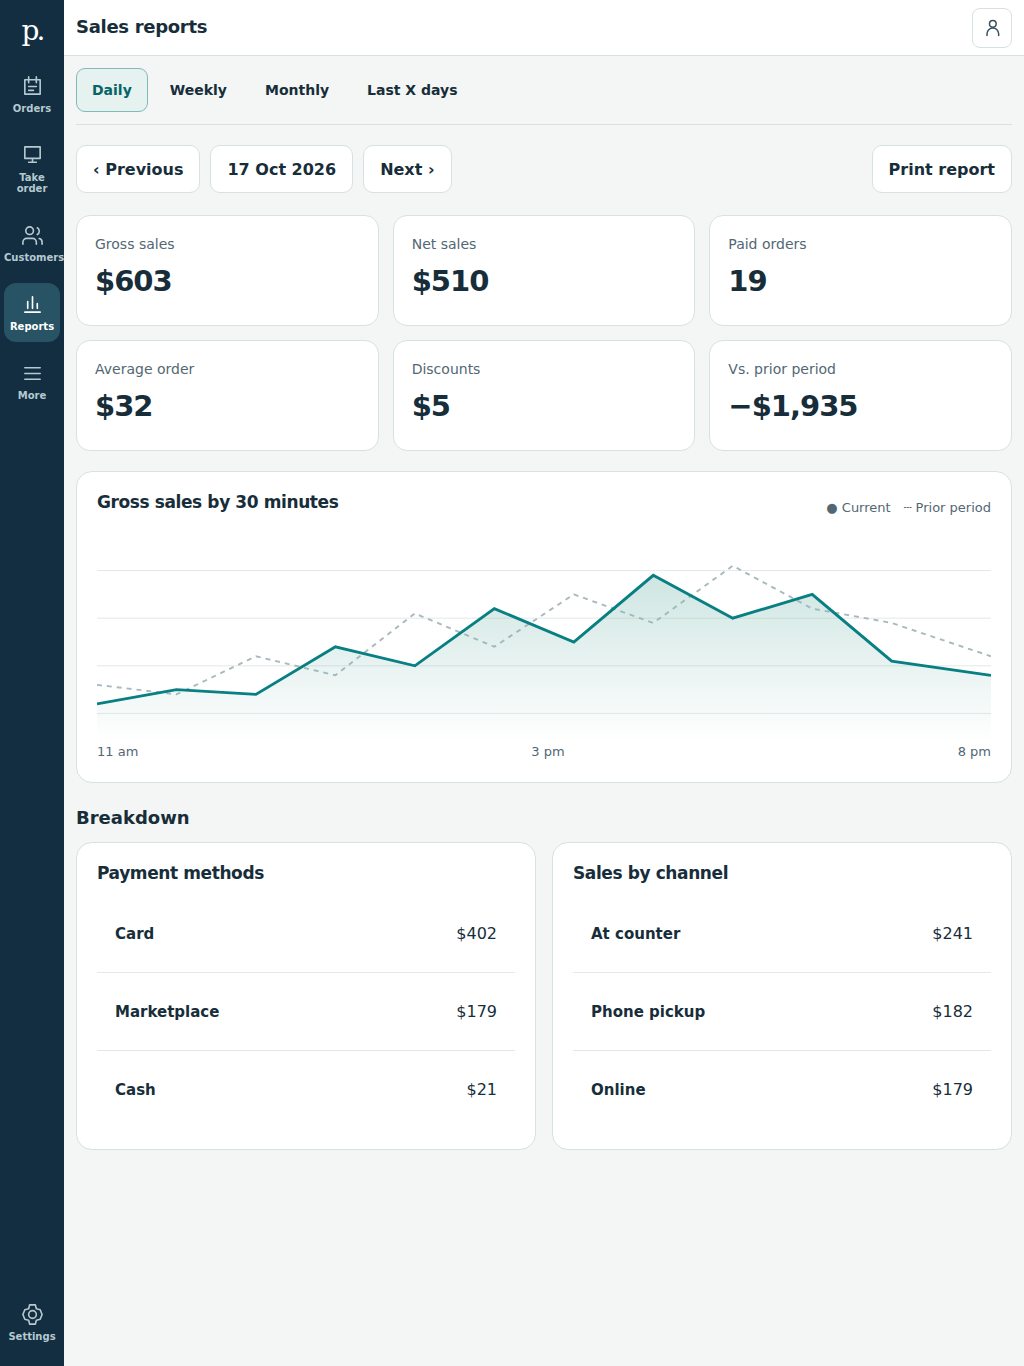 p.
Orders
Take
order
Customers
Reports
More
Settings
Sales reports
Daily
Weekly
Monthly
Last X days
‹ Previous
17 Oct 2026
Next ›
Print report
Gross sales
$603
Net sales
$510
Paid orders
19
Average order
$32
Discounts
$5
Vs. prior period
−$1,935
Gross sales by 30 minutes
● Current
┄ Prior period
11 am
3 pm
8 pm
Breakdown
Payment methods
Card $402
Marketplace $179
Cash $21
Sales by channel
At counter $241
Phone pickup $182
Online $179